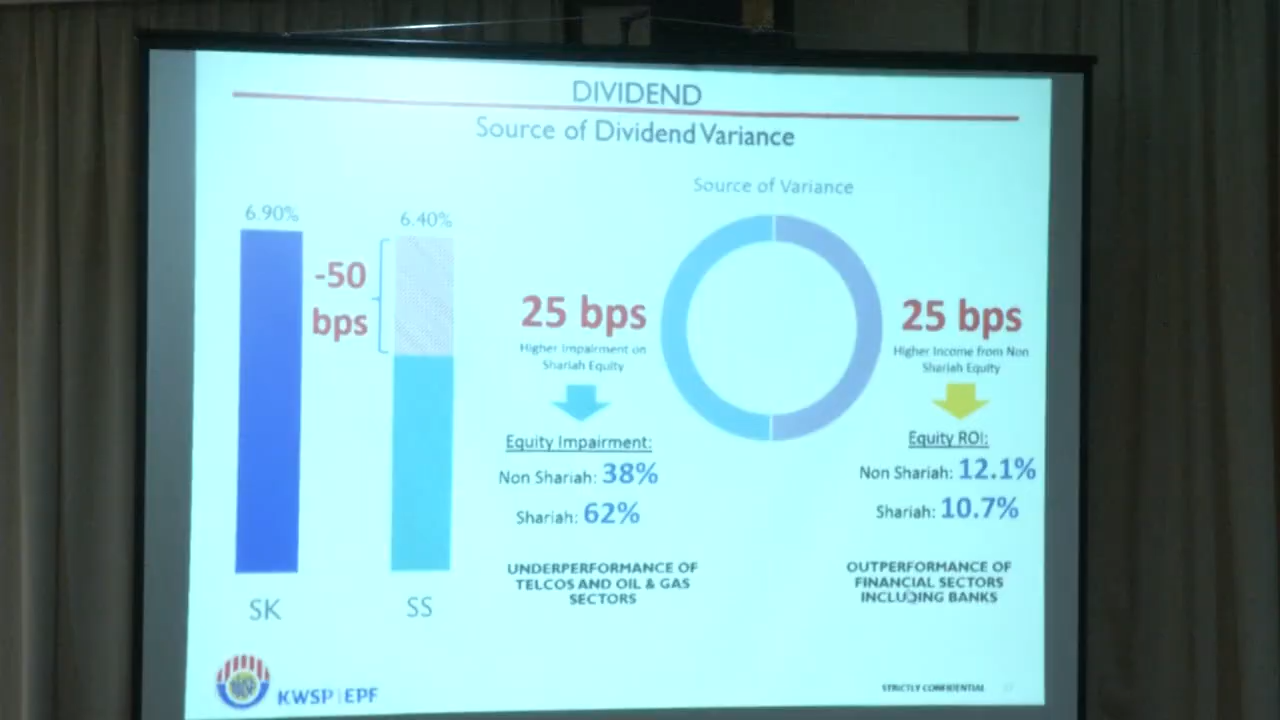 DIVIDEND
Source of Dividend Variance
Source of Variance
6.90%
6.40%
-50
bps
25 bps
Higher Impairment on
Shariah Equity
Equity Impairment:
Non Shariah: 38%
Shariah: 62%
UNDERPERFORMANCE OF
TELCOS AND OIL & GAS
SECTORS
25 bps
Higher Income from Non
Shariah Equity
Equity ROI:
Non Shariah: 12.1%
Shariah: 10.7%
OUTPERFORMANCE OF
FINANCIAL SECTORS
INCLUDING BANKS
SK
SS
KWSP EPF
STRICTLY CONFIDENTIAL